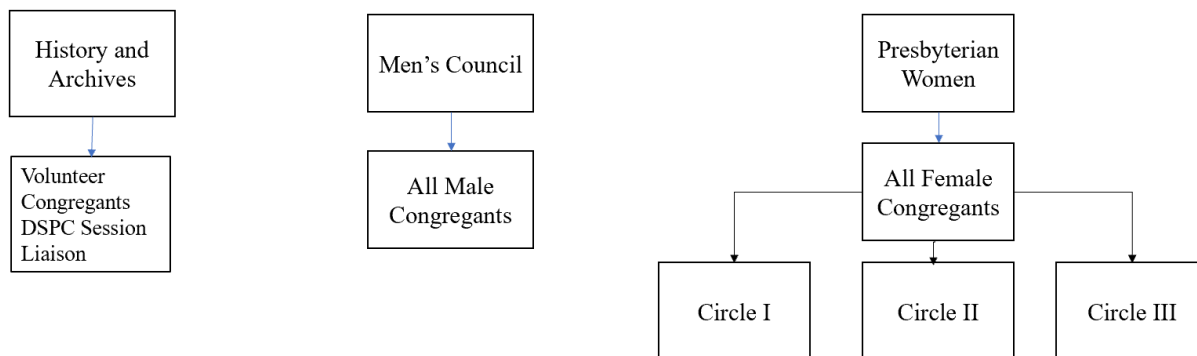 History and
Archives
Men’s Council
Presbyterian
Women
Volunteer
Congregants
DSPC Session
Liaison
All Male
Congregants
All Female
Congregants
Circle I
Circle II
Circle III